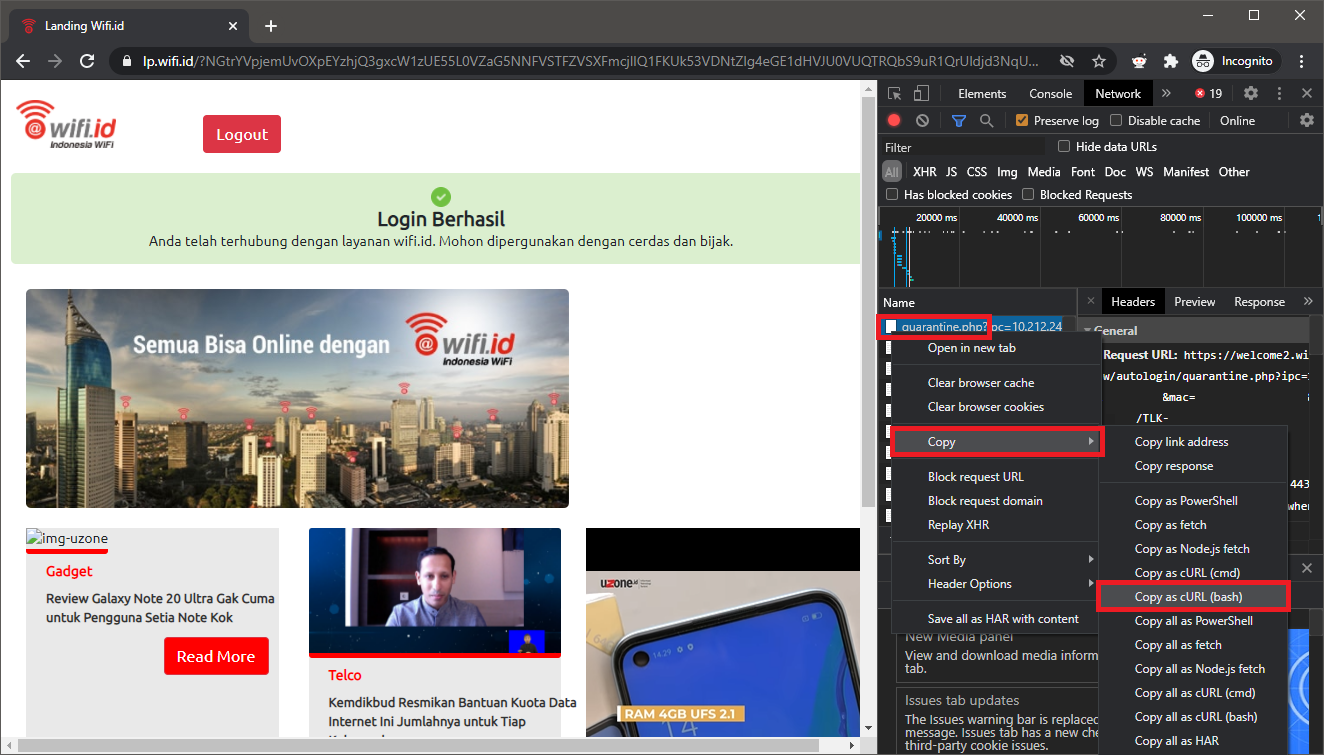 Landing Wifi.id
lp.wifi.id/?NGtrYVpjemUvOXpEYzhjQ3gxcW1zUE55L0VZaG5NNFVSTFZVSXFmcjlIQ1FKUk53VDNtZIg4eGE1dHVJU0VUQTRQbS9uR1QrUldjd3NqU...
Incognito
@wifi.id
Indonesia WiFi
Logout
Login Berhasil
Anda telah terhubung dengan layanan wifi.id. Mohon dipergunakan dengan cerdas dan bijak.
Semua Bisa Online dengan
@wifi.id
Indonesia WiFi
img-uzone
Gadget
Review Galaxy Note 20 Ultra Gak Cuma
untuk Pengguna Setia Note Kok
Read More
Telco
Kemdikbud Resmikan Bantuan Kuota Data
Internet Ini Jumlahnya untuk Tiap
uzone.id
14.29
RAM 4GB UFS 2.1
Elements
Console
Network
19
Preserve log
Disable cache
Online
Filter
Hide data URLs
All
XHR
JS
CSS
Img
Media
Font
Doc
WS
Manifest
Other
Has blocked cookies
Blocked Requests
20000 ms
40000 ms
60000 ms
80000 ms
100000 ms
Name
Headers
Preview
Response
quarantine.php?ipc=10.212.24
General
Request URL: https://welcome2.wi
w/autologin/quarantine.php?ipc=
&mac=
/TLK-
443
wher
Open in new tab
Clear browser cache
Clear browser cookies
Copy
Block request URL
Block request domain
Replay XHR
Sort By
Header Options
Save all as HAR with content
Copy link address
Copy response
Copy as PowerShell
Copy as fetch
Copy as Node.js fetch
Copy as cURL (cmd)
Copy as cURL (bash)
Copy all as PowerShell
Copy all as fetch
Copy all as Node.js fetch
Copy all as cURL (cmd)
Copy all as cURL (bash)
Copy all as HAR
New Media panel
View and download media inform
tab.
Issues tab updates
The Issues warning bar is replaced
message. Issues tab has a new che
third-party cookie issues.